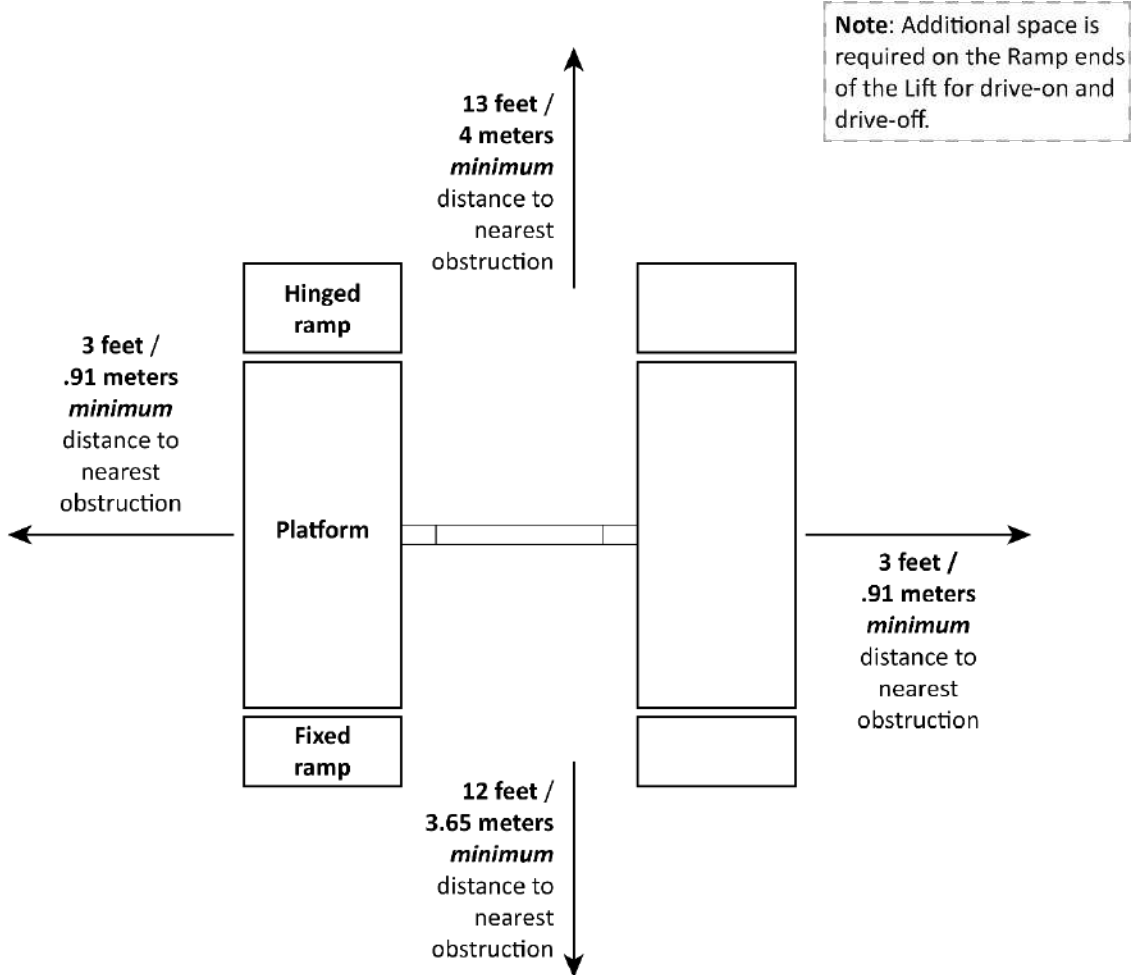 Note: Additional space is
required on the Ramp ends
of the Lift for drive-on and
drive-off.
13 feet /
4 meters
minimum
distance to
nearest
obstruction
Hinged
ramp
3 feet /
.91 meters
minimum
distance to
nearest
obstruction
Platform
3 feet /
.91 meters
minimum
distance to
nearest
obstruction
Fixed
ramp
12 feet /
3.65 meters
minimum
distance to
nearest
obstruction